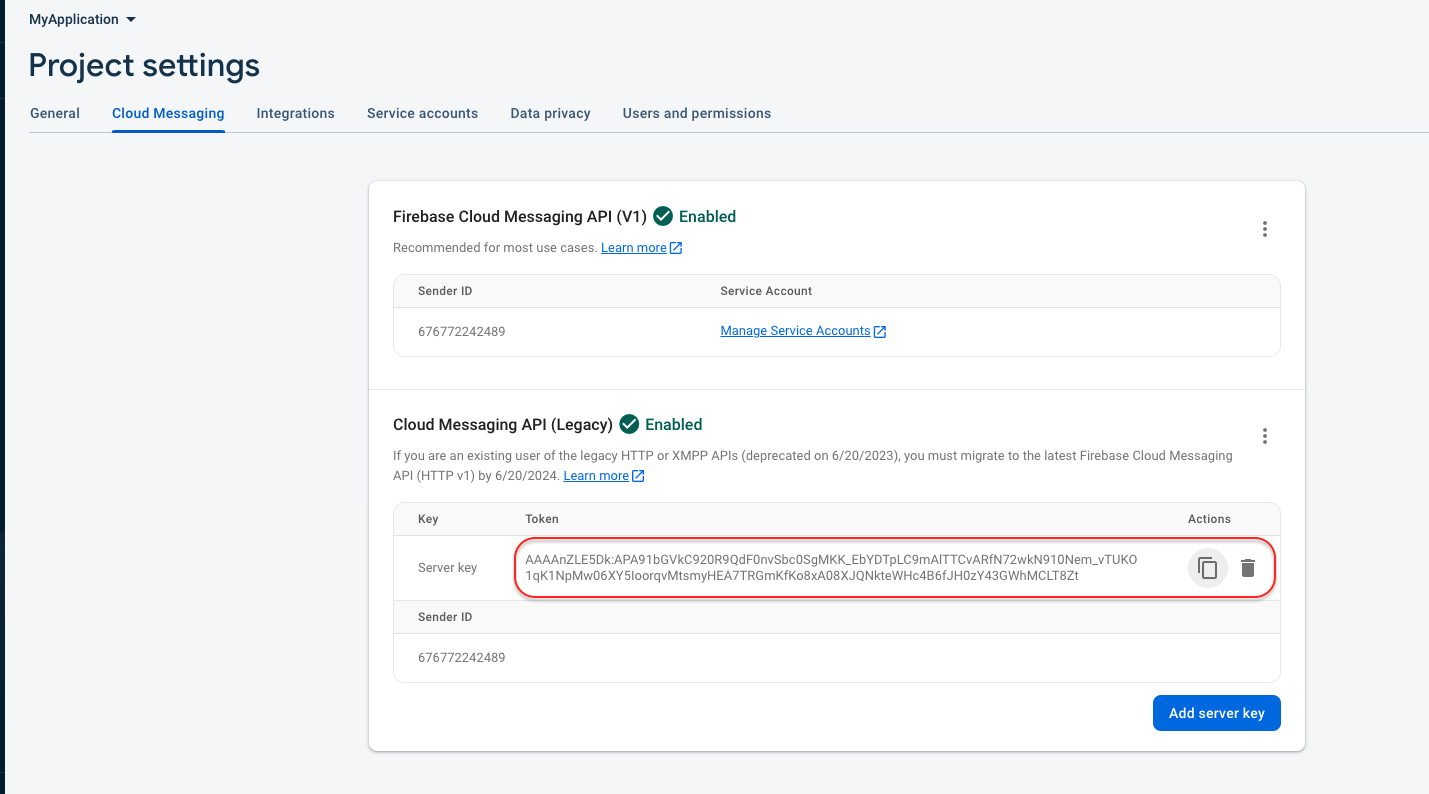 MyApplication
Project settings
General Cloud Messaging Integrations Service accounts Data privacy Users and permissions
Firebase Cloud Messaging API (V1) Enabled
Recommended for most use cases. Learn more
Sender ID Service Account
676772242489 Manage Service Accounts
Cloud Messaging API (Legacy) Enabled
If you are an existing user of the legacy HTTP or XMPP APIs (deprecated on 6/20/2023), you must migrate to the latest Firebase Cloud Messaging
API (HTTP v1) by 6/20/2024. Learn more
Key Token Actions
Server key
AAAAnZLE5Dk:APA91bGVkC920R9QdF0nvSbc0SgMKK_EbYDTpLC9mAlTTCvARfN72wkN910Nem_vTUKO
1qK1NpMw06XY5IoorqvMtsmyHEA7TRGmKfKo8xA08XJQNkteWHc4B6fJH0zY43GWhMCLT8Zt
Sender ID
676772242489
Add server key